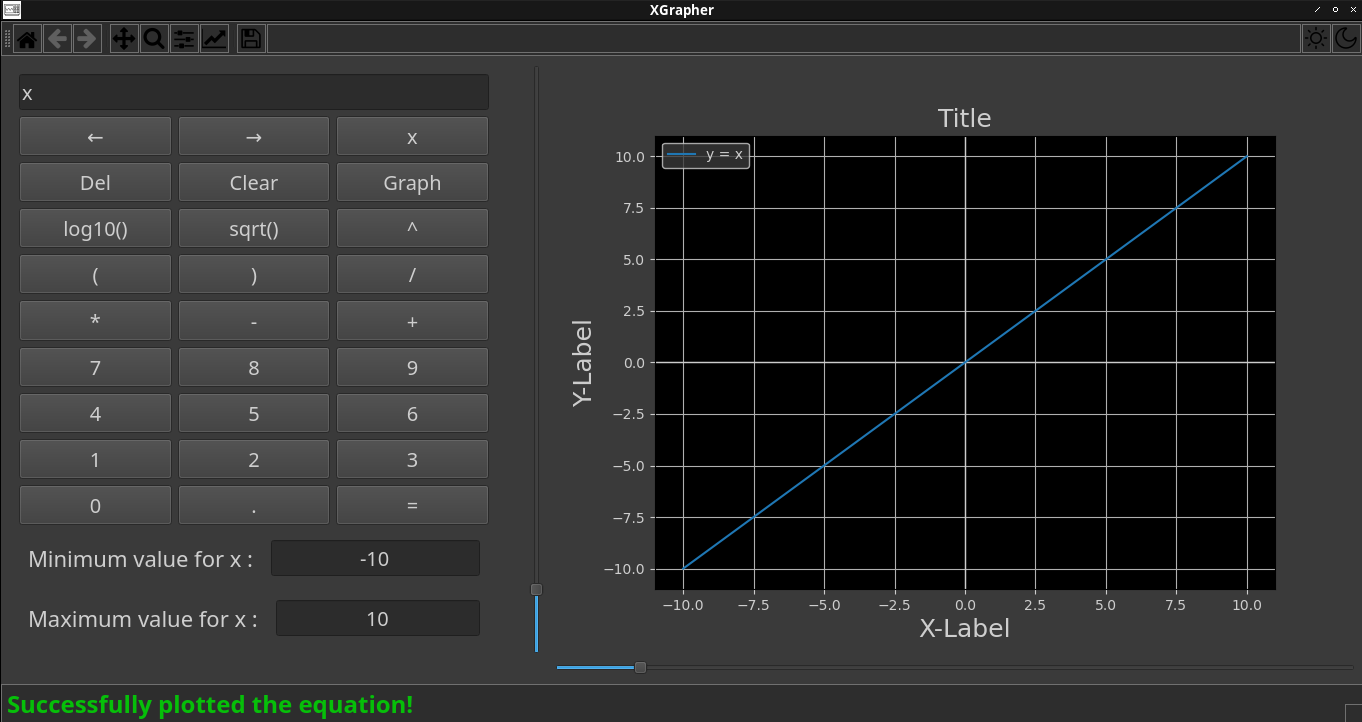 XGrapher
x
← → x
Del Clear Graph
log10() sqrt() ^
( ) /
* - +
7 8 9
4 5 6
1 2 3
0 . =
Minimum value for x : -10
Maximum value for x : 10
Title
y = x
10.0
7.5
5.0
2.5
0.0
−2.5
−5.0
−7.5
−10.0
Y-Label
−10.0 −7.5 −5.0 −2.5 0.0 2.5 5.0 7.5 10.0
X-Label
Successfully plotted the equation!